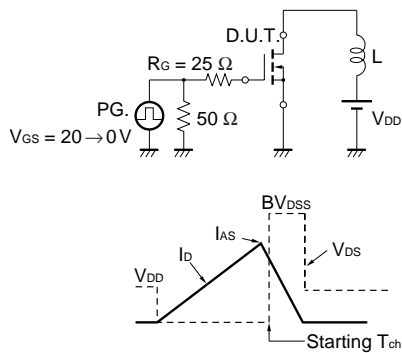 D.U.T.
RG = 25 Ω
L
PG.
50 Ω
VDD
VGS = 20 → 0 V
BVDSS
IAS
ID
VDS
VDD
Starting Tch